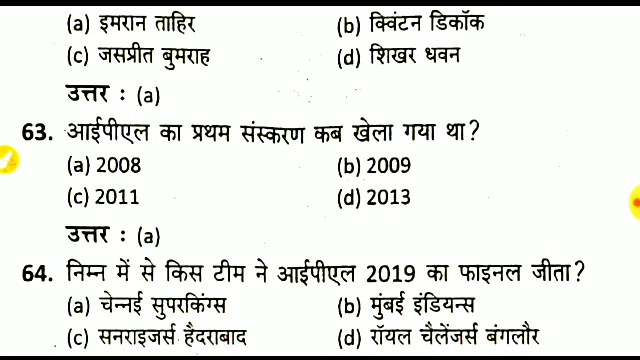 (a) इमरान ताहिर (b) क्विंटन डिकॉक
(c) जसप्रीत बुमराह (d) शिखर धवन
उत्तर : (a)
63. आईपीएल का प्रथम संस्करण कब खेला गया था?
(a) 2008 (b) 2009
(c) 2011 (d) 2013
उत्तर : (a)
64. निम्न में से किस टीम ने आईपीएल 2019 का फाइनल जीता?
(a) चेन्नई सुपरकिंग्स (b) मुंबई इंडियन्स
(c) सनराइजर्स हैदराबाद (d) रॉयल चैलेंजर्स बंगलौर